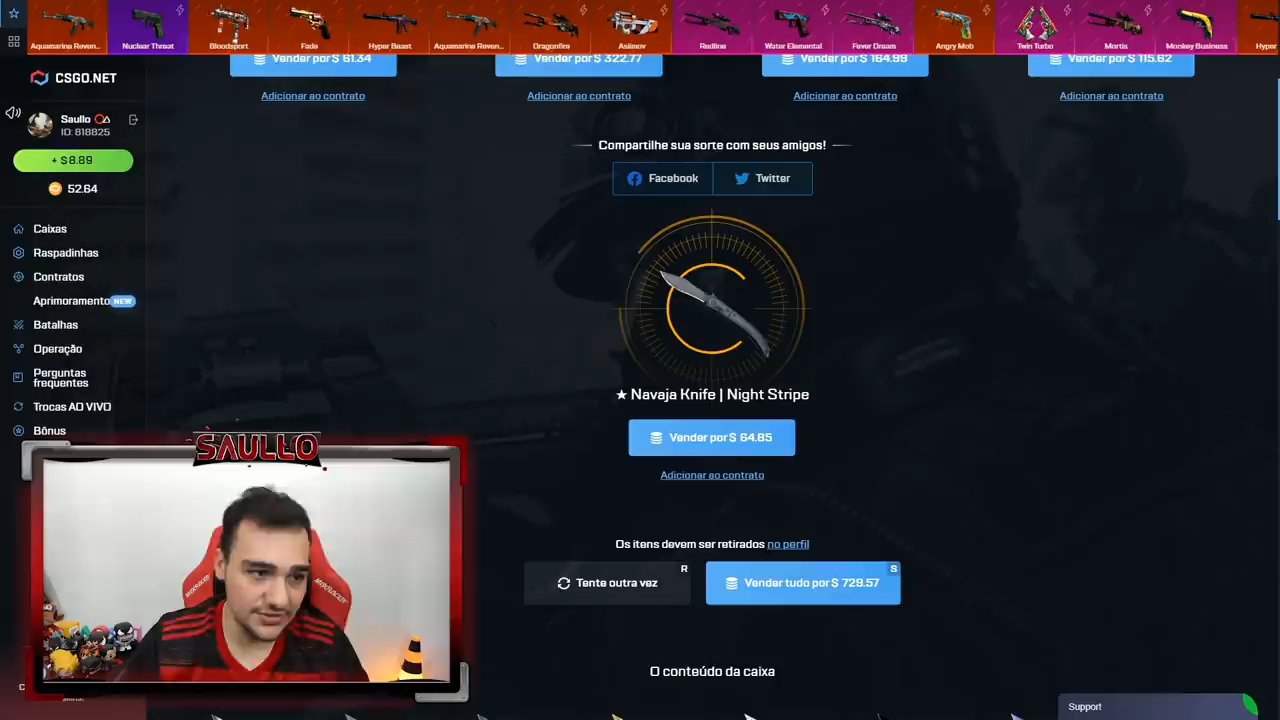 Aquamarine Reven...
Nuclear Threat
Bloodsport
Fade
Hyper Beast
Aquamarine Reven...
Dragonfire
Asiimov
Redline
Water Elemental
Fever Dream
Angry Mob
Twin Turbo
Mortis
Monkey Business
Hyper
CSGO.NET
Vender por $ 61.34
Vender por $ 322.77
Vender por $ 164.99
Vender por $ 115.62
Adicionar ao contrato
Adicionar ao contrato
Adicionar ao contrato
Adicionar ao contrato
Saullo
ID: 818825
+ $8.89
52.64
Compartilhe sua sorte com seus amigos!
Facebook
Twitter
Caixas
Raspadinhas
Contratos
Aprimoramento NEW
Batalhas
Operação
Perguntas
frequentes
Trocas AO VIVO
Bônus
★ Navaja Knife | Night Stripe
Vender por $ 64.85
Adicionar ao contrato
Os itens devem ser retirados no perfil
Tente outra vez
R
Vender tudo por $ 729.57
S
O conteúdo da caixa
SAULLO
MXRACER
MXRACER
Support